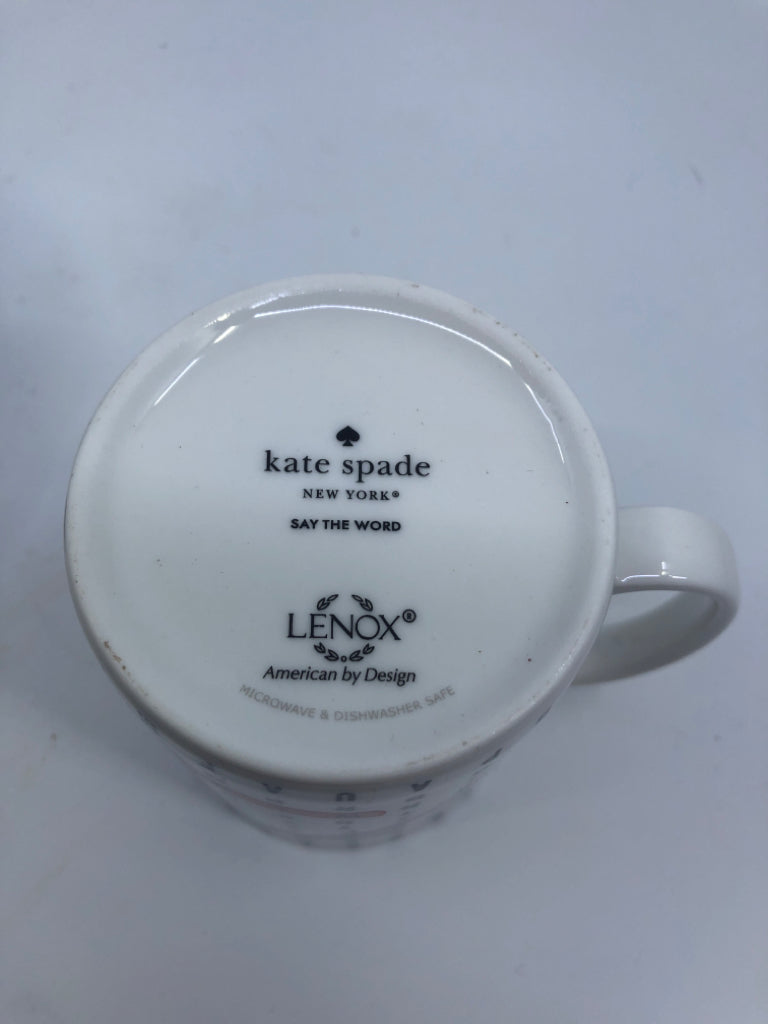 kate spade
NEW YORK®
SAY THE WORD
LENOX®
American by Design
MICROWAVE & DISHWASHER SAFE